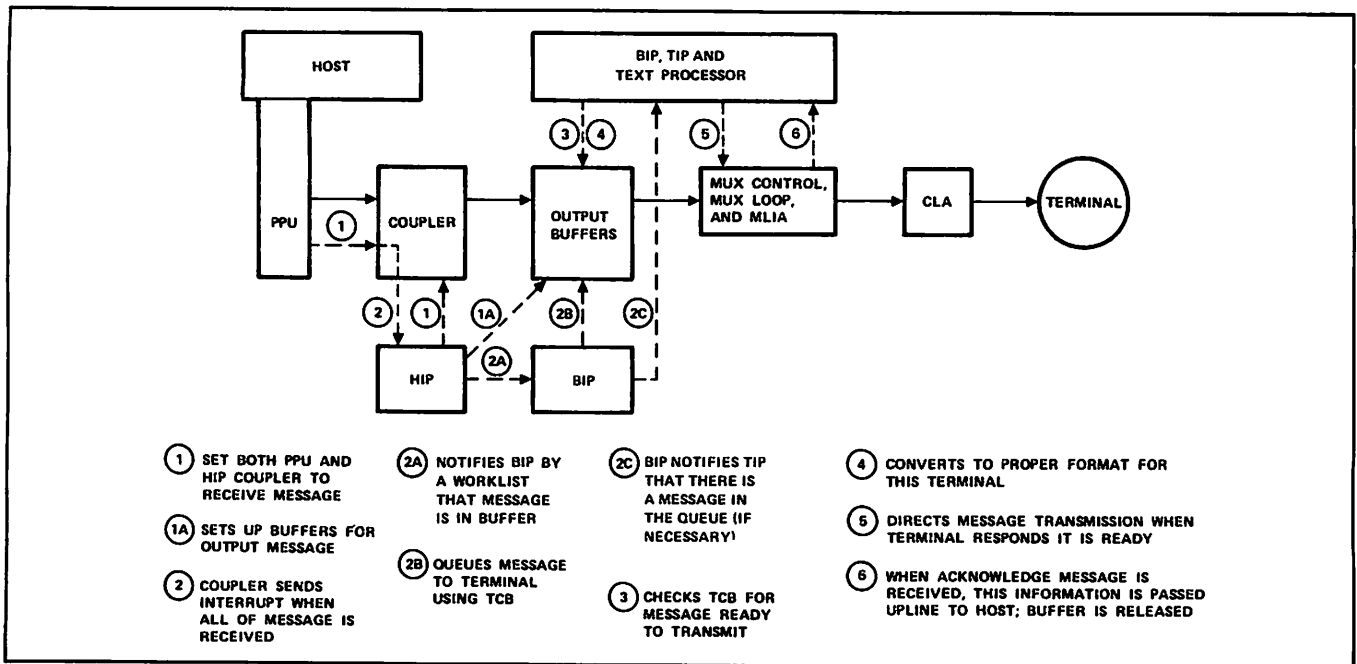 HOST
BIP, TIP AND
TEXT PROCESSOR
3
4
5
6
PPU
1
COUPLER
OUTPUT
BUFFERS
MUX CONTROL,
MUX LOOP,
AND MLIA
CLA
TERMINAL
2
1
1A
2B
2C
2A
HIP
BIP
1 SET BOTH PPU AND
HIP COUPLER TO
RECEIVE MESSAGE
1A SETS UP BUFFERS FOR
OUTPUT MESSAGE
2 COUPLER SENDS
INTERRUPT WHEN
ALL OF MESSAGE IS
RECEIVED
2A NOTIFIES BIP BY
A WORKLIST
THAT MESSAGE
IS IN BUFFER
2B QUEUES MESSAGE
TO TERMINAL
USING TCB
2C BIP NOTIFIES TIP
THAT THERE IS
A MESSAGE IN
THE QUEUE (IF
NECESSARY)
3 CHECKS TCB FOR
MESSAGE READY
TO TRANSMIT
4 CONVERTS TO PROPER FORMAT FOR
THIS TERMINAL
5 DIRECTS MESSAGE TRANSMISSION WHEN
TERMINAL RESPONDS IT IS READY
6 WHEN ACKNOWLEDGE MESSAGE IS
RECEIVED, THIS INFORMATION IS PASSED
UPLINE TO HOST; BUFFER IS RELEASED